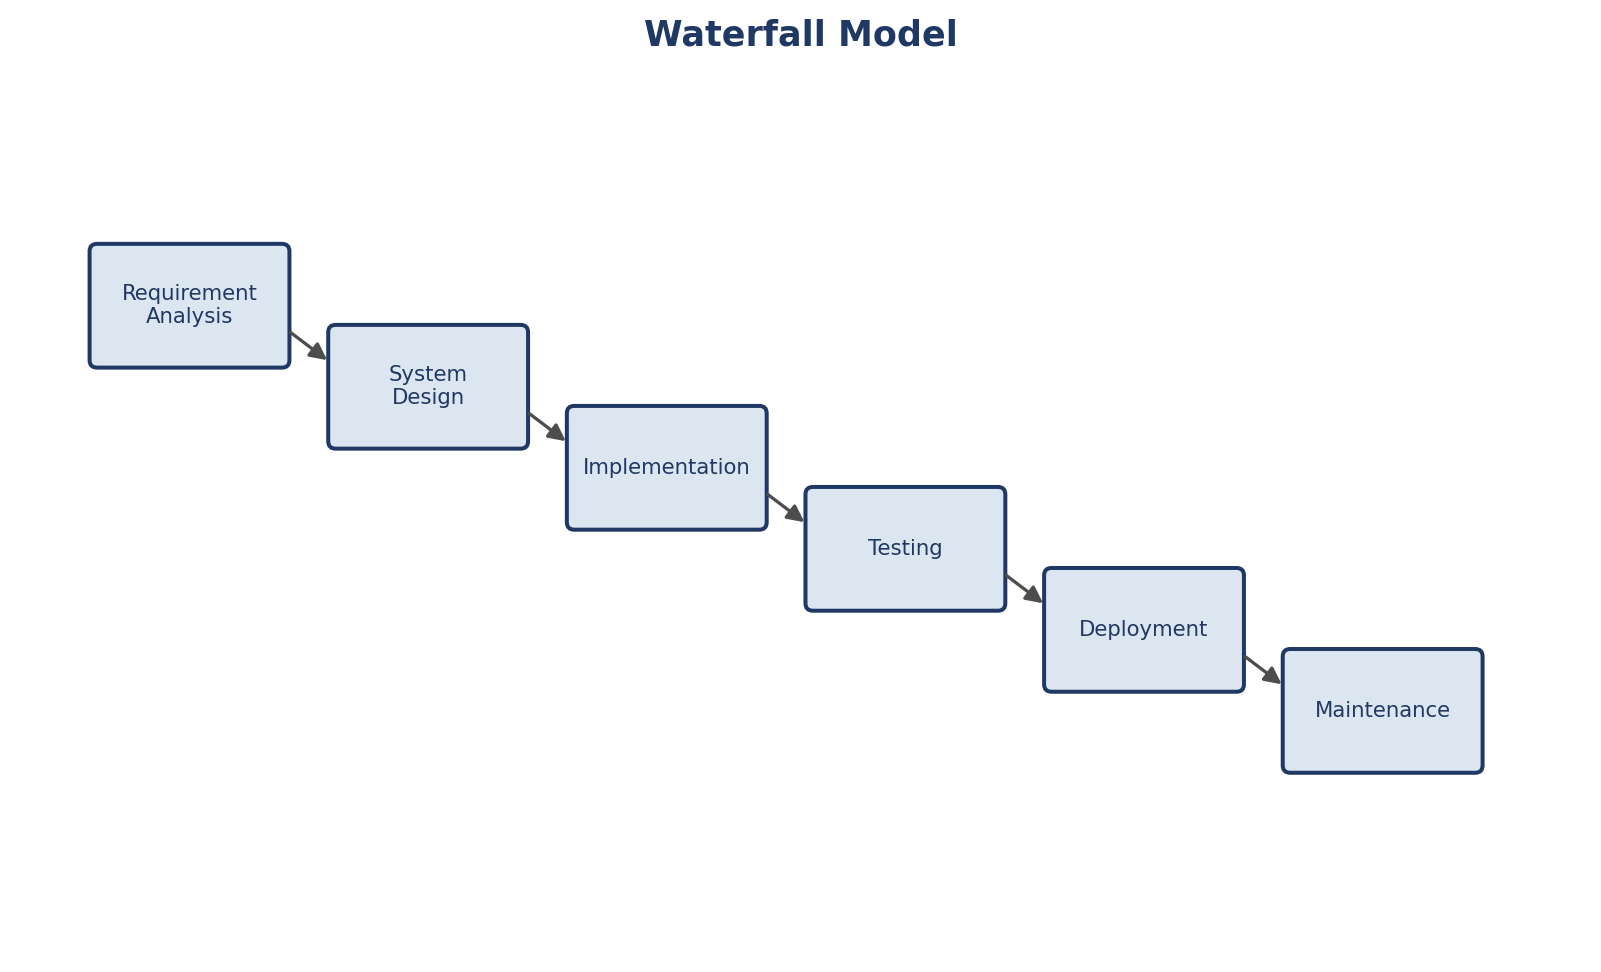 Waterfall Model
Requirement
Analysis
System
Design
Implementation
Testing
Deployment
Maintenance